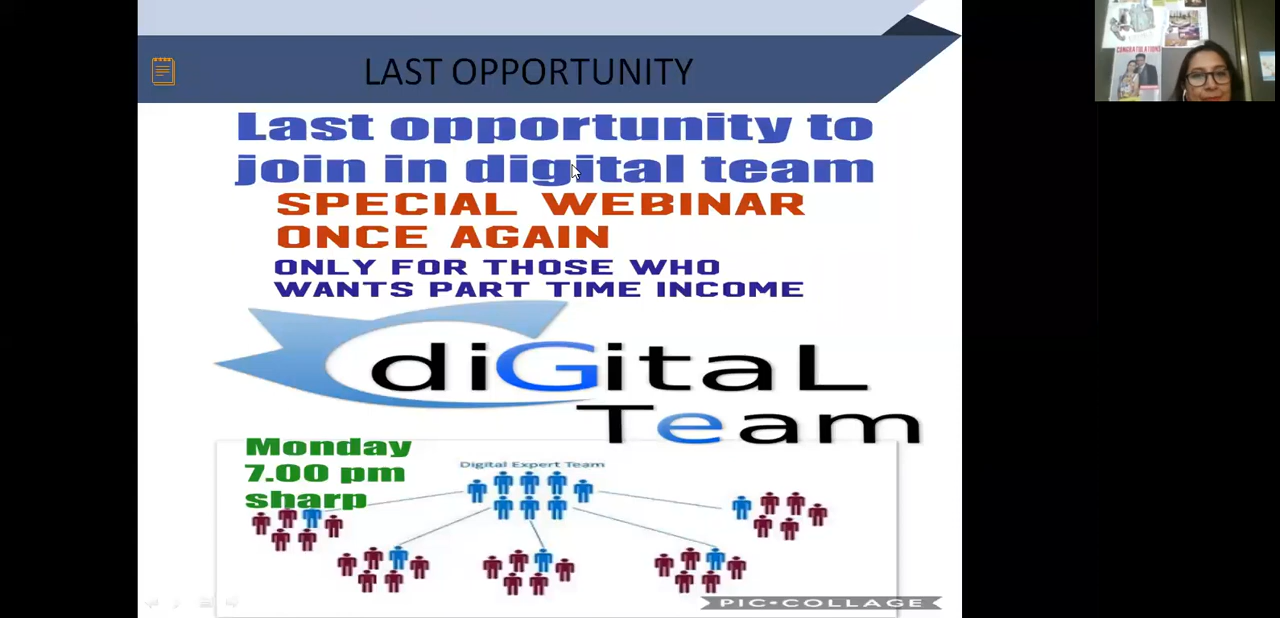 LAST OPPORTUNITY
CONGRATULATIONS
Last opportunity to
join in digital team
SPECIAL WEBINAR
ONCE AGAIN
ONLY FOR THOSE WHO
WANTS PART TIME INCOME
diGitaL
Team
Monday
7.00 pm
sharp
Digital Expert Team
PIC•COLLAGE